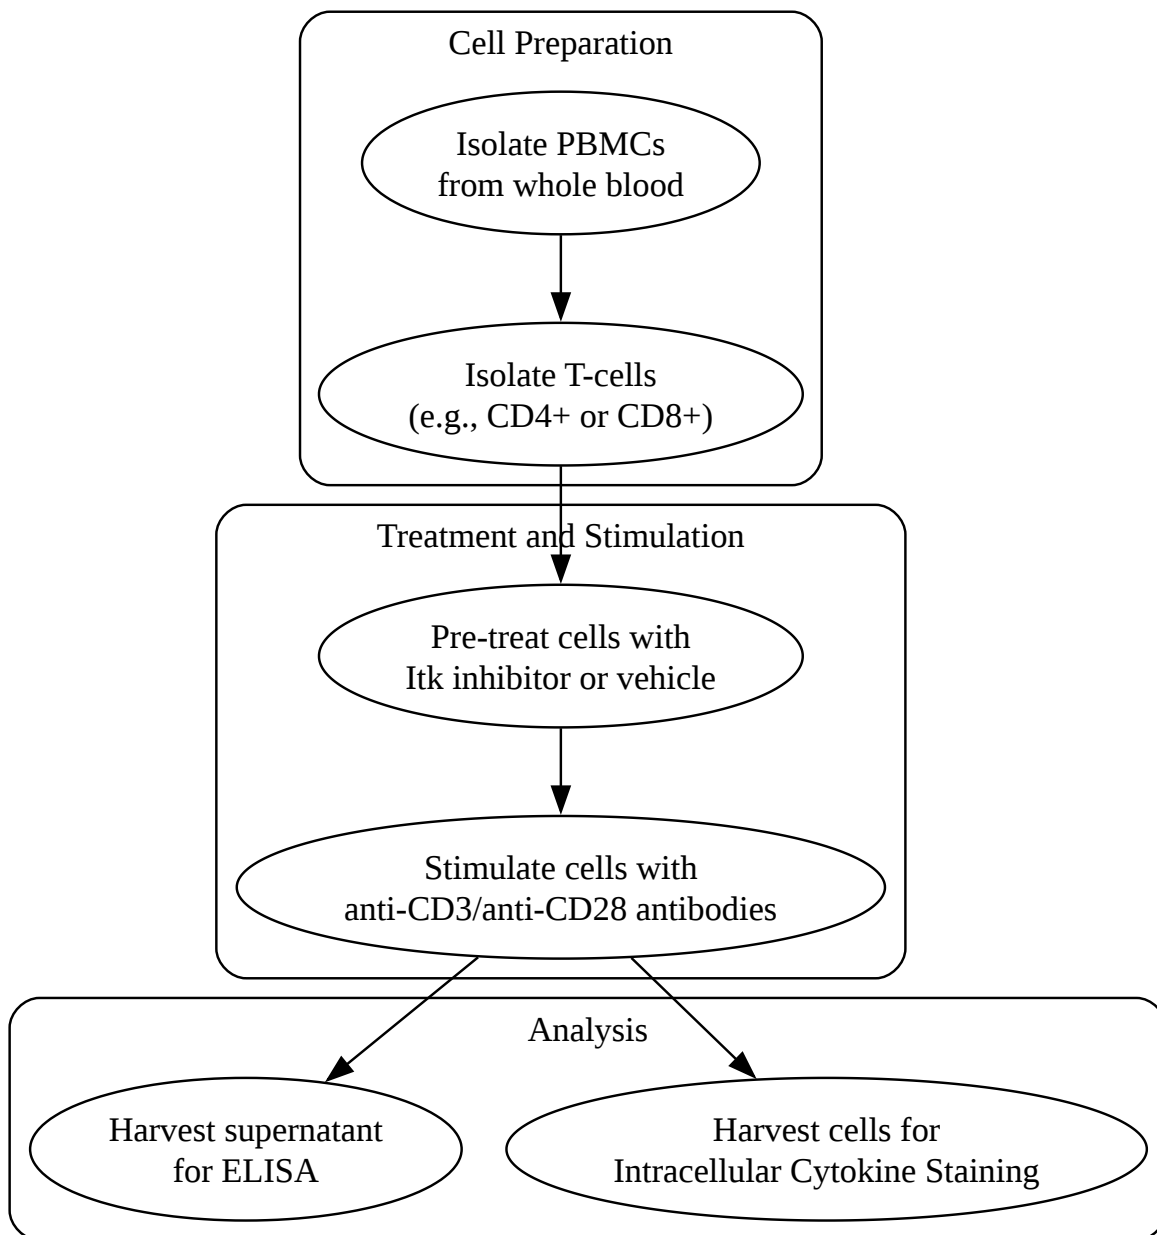 Cell Preparation
Isolate PBMCs
from whole blood
Isolate T-cells
(e.g., CD4+ or CD8+)
Treatment and Stimulation
Pre-treat cells with
Itk inhibitor or vehicle
Stimulate cells with
anti-CD3/anti-CD28 antibodies
Analysis
Harvest supernatant
for ELISA
Harvest cells for
Intracellular Cytokine Staining